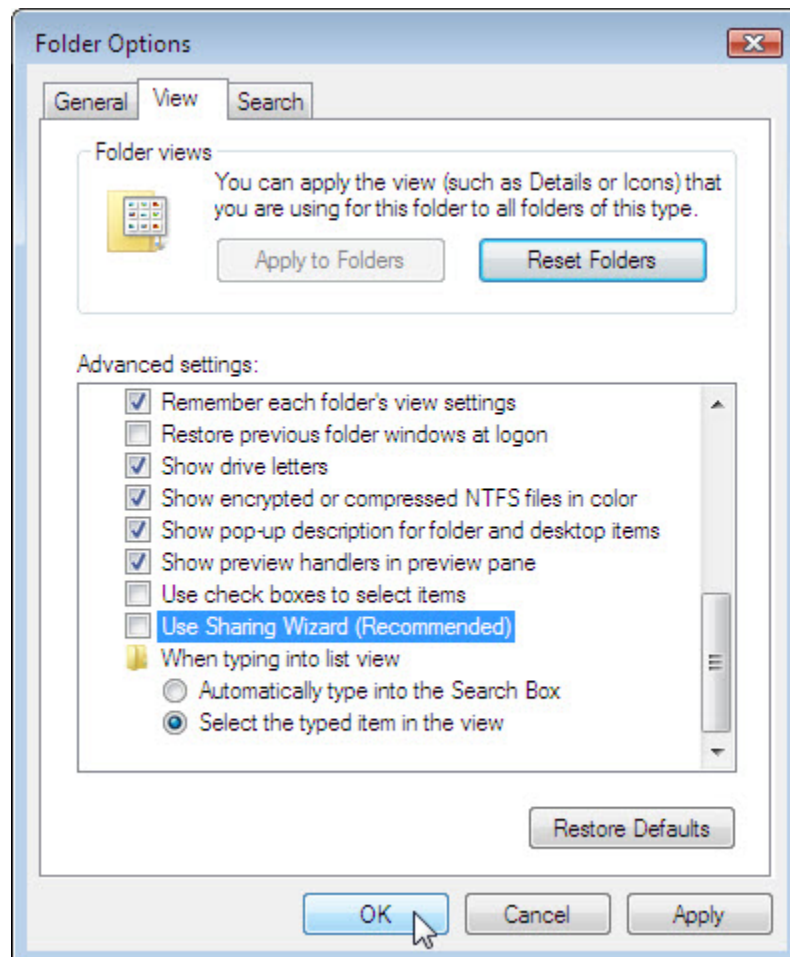 Folder Options
General
View
Search
Folder views
You can apply the view (such as Details or Icons) that
you are using for this folder to all folders of this type.
Apply to Folders
Reset Folders
Advanced settings:
Remember each folder's view settings
Restore previous folder windows at logon
Show drive letters
Show encrypted or compressed NTFS files in color
Show pop-up description for folder and desktop items
Show preview handlers in preview pane
Use check boxes to select items
Use Sharing Wizard (Recommended)
When typing into list view
Automatically type into the Search Box
Select the typed item in the view
Restore Defaults
OK
Cancel
Apply